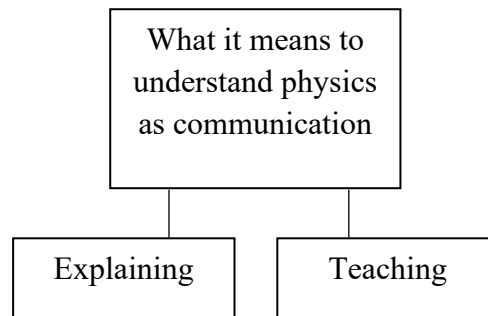 What it means to
understand physics
as communication
Explaining
Teaching